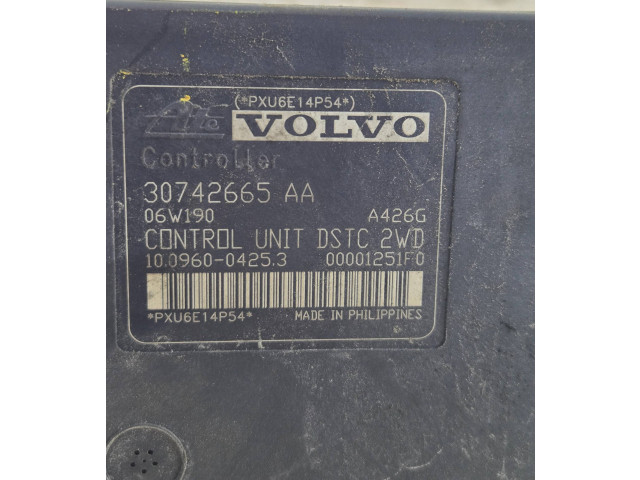 (*PXU6E14P54*)
Ate VOLVO
Controller
30742665 AA
06W190 A426G
CONTROL UNIT DSTC 2WD
10.0960-0425.3 00001251F0
*PXU6E14P54* MADE IN PHILIPPINES